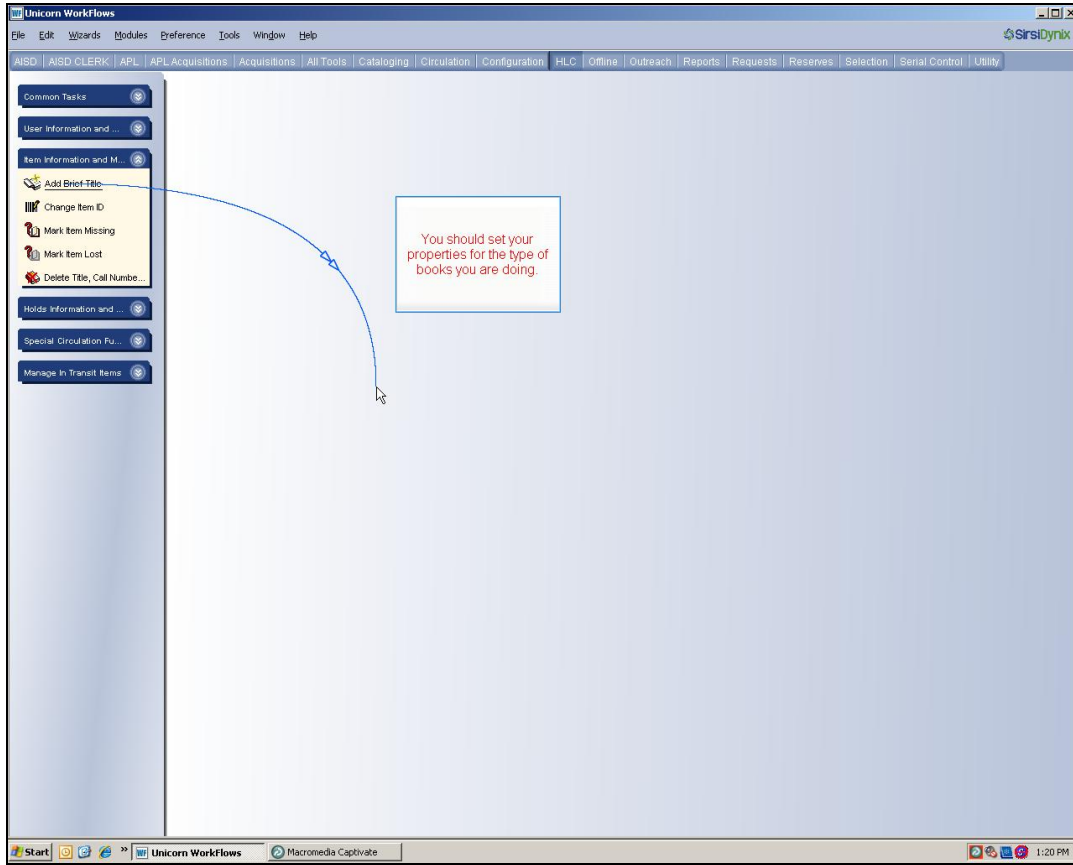 Unicorn WorkFlows
File Edit Wizards Modules Preference Tools Window Help
SirsiDynix
AISD AISD CLERK APL APL Acquisitions Acquisitions All Tools Cataloging Circulation Configuration HLC Offline Outreach Reports Requests Reserves Selection Serial Control Utility
Common Tasks
User Information and ...
Item Information and M...
Add Brief Title
Change Item ID
Mark Item Missing
Mark Item Lost
Delete Title, Call Numbe...
Holds Information and ...
Special Circulation Fu...
Manage In Transit Items
You should set your
properties for the type of
books you are doing.
Start » WF Unicorn WorkFlows Macromedia Captivate 1:20 PM